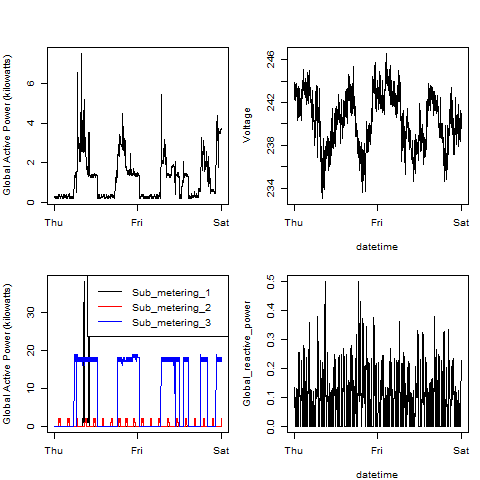 Global Active Power (kilowatts)
0 2 4 6
Thu Fri Sat
Voltage
234 238 242 246
Thu Fri Sat
datetime
Global Active Power (kilowatts)
0 10 20 30
Sub_metering_1
Sub_metering_2
Sub_metering_3
Thu Fri Sat
Global_reactive_power
0.0 0.1 0.2 0.3 0.4 0.5
Thu Fri Sat
datetime